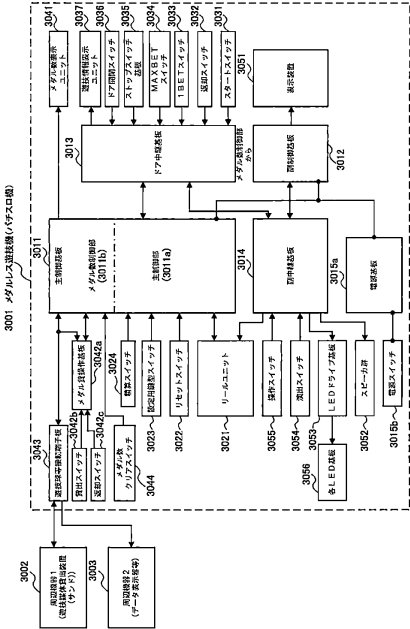 3001 メダルレス遊技機(パチスロ機)
3002
周辺機器1
(遊技媒体貸出装置
(サンド))
3003
周辺機器2
(データ表示器等)
3043
遊技球等接続端子板
3042b
貸出スイッチ
3042c
返却スイッチ
3042a
メダル貸操作基板
3044
メダル数
クリアスイッチ
3024
精算スイッチ
3023
設定用鍵型スイッチ
3022
リセットスイッチ
3021
リールユニット
3055
操作スイッチ
3054
演出スイッチ
3053
LEDドライブ基板
3056
各LED基板
3052
スピーカ群
3015b
電源スイッチ
3011
主制御基板
メダル数制御部
(3011b)
主制御部
(3011a)
3014
副中継基板
3015a
電源基板
3013
ドア中継基板
メダル数制御部
から
3012
副制御基板
3041
メダル数表示
ユニット
3037
遊技情報表示
ユニット
3036
ドア開閉スイッチ
3035
ストップスイッチ
基板
3034
MAXBET
スイッチ
3033
1BETスイッチ
3032
返却スイッチ
3031
スタートスイッチ
3051
表示装置